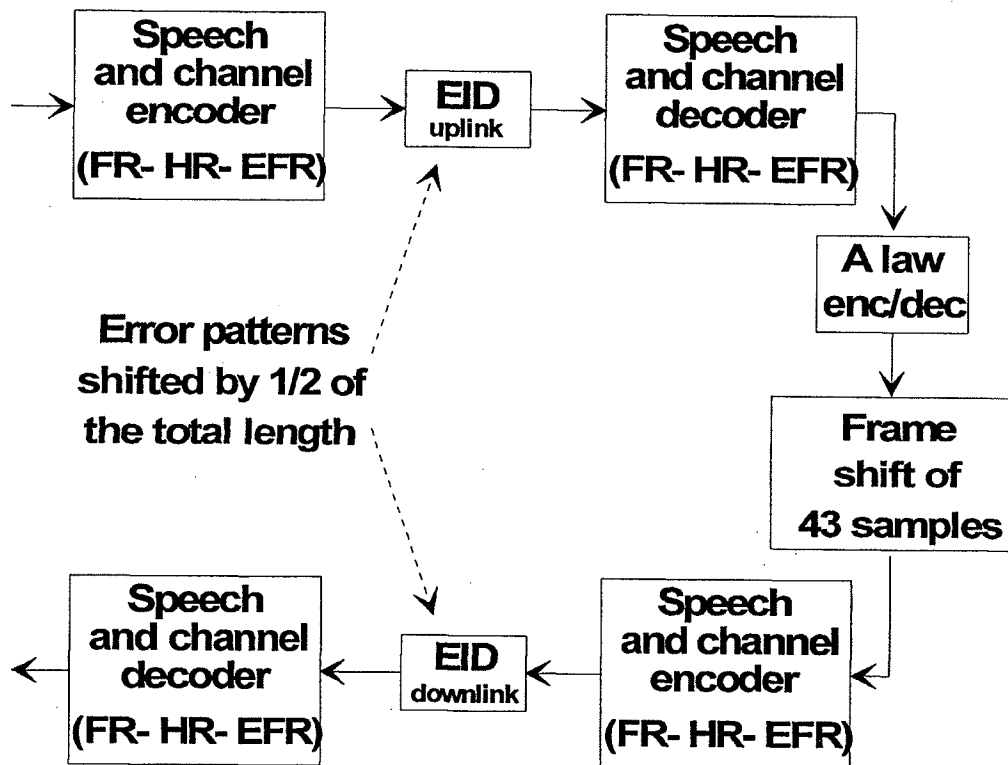 Speech
and channel
encoder
(FR- HR- EFR)
EID
uplink
Speech
and channel
decoder
(FR- HR- EFR)
A law
enc/dec
Error patterns
shifted by 1/2 of
the total length
Frame
shift of
43 samples
Speech
and channel
decoder
(FR- HR- EFR)
EID
downlink
Speech
and channel
encoder
(FR- HR- EFR)